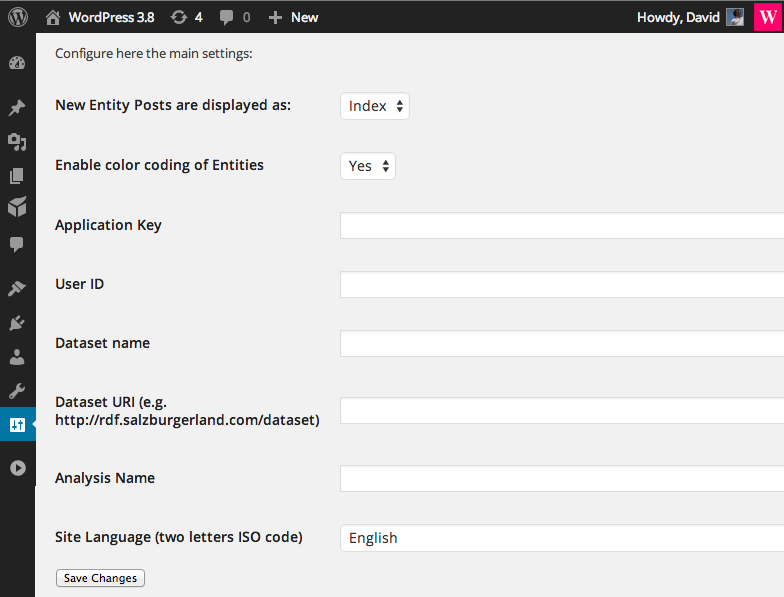 WordPress 3.8 4 0 New Howdy, David W
Configure here the main settings:
New Entity Posts are displayed as: Index
Enable color coding of Entities Yes
Application Key
User ID
Dataset name
Dataset URI (e.g.
http://rdf.salzburgerland.com/dataset)
Analysis Name
Site Language (two letters ISO code) English
Save Changes